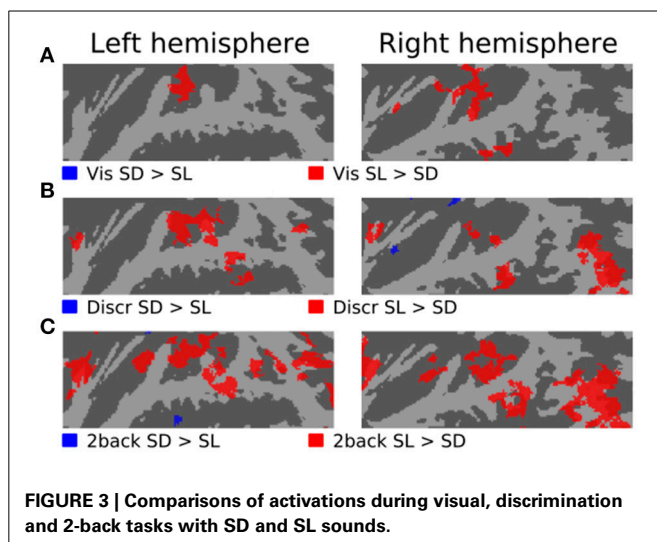 Left hemisphere Right hemisphere
A
Vis SD > SL Vis SL > SD
B
Discr SD > SL Discr SL > SD
C
2back SD > SL 2back SL > SD
FIGURE 3 | Comparisons of activations during visual, discrimination
and 2-back tasks with SD and SL sounds.